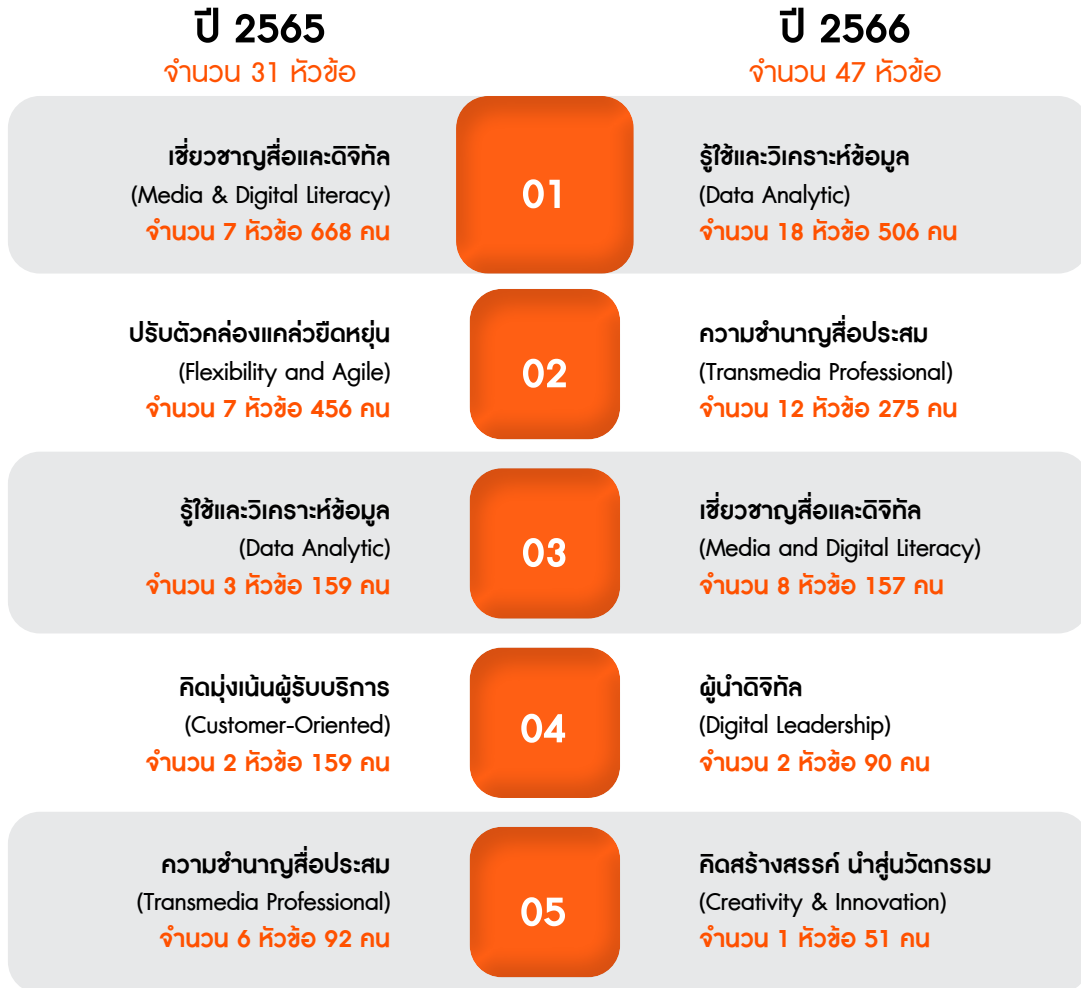 ปี 2565
จำนวน 31 หัวข้อ
ปี 2566
จำนวน 47 หัวข้อ
เชี่ยวชาญสื่อและดิจิทัล
(Media & Digital Literacy)
จำนวน 7 หัวข้อ 668 คน
01
รู้ใช้และวิเคราะห์ข้อมูล
(Data Analytic)
จำนวน 18 หัวข้อ 506 คน
ปรับตัวคล่องแคล่วยืดหยุ่น
(Flexibility and Agile)
จำนวน 7 หัวข้อ 456 คน
02
ความชำนาญสื่อประสม
(Transmedia Professional)
จำนวน 12 หัวข้อ 275 คน
รู้ใช้และวิเคราะห์ข้อมูล
(Data Analytic)
จำนวน 3 หัวข้อ 159 คน
03
เชี่ยวชาญสื่อและดิจิทัล
(Media and Digital Literacy)
จำนวน 8 หัวข้อ 157 คน
คิดมุ่งเน้นผู้รับบริการ
(Customer-Oriented)
จำนวน 2 หัวข้อ 159 คน
04
ผู้นำดิจิทัล
(Digital Leadership)
จำนวน 2 หัวข้อ 90 คน
ความชำนาญสื่อประสม
(Transmedia Professional)
จำนวน 6 หัวข้อ 92 คน
05
คิดสร้างสรรค์ นำสู่นวัตกรรม
(Creativity & Innovation)
จำนวน 1 หัวข้อ 51 คน